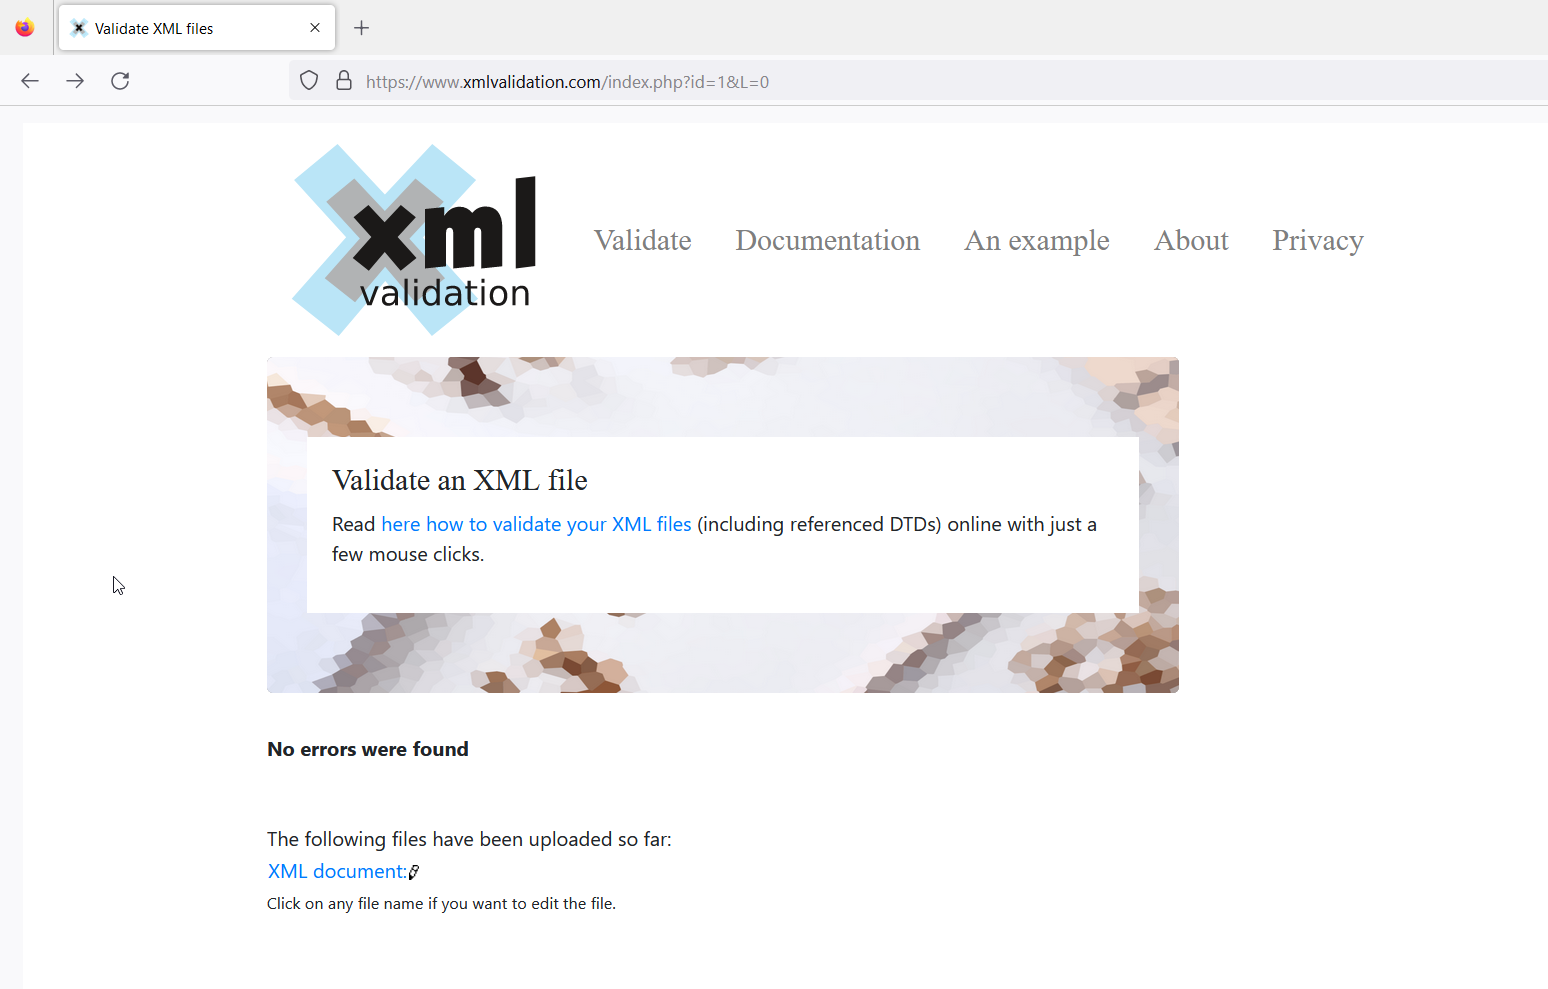 Validate XML files
https://www.xmlvalidation.com/index.php?id=1&L=0
xml
validation
Validate Documentation An example About Privacy
Validate an XML file
Read here how to validate your XML files (including referenced DTDs) online with just a
few mouse clicks.
No errors were found
The following files have been uploaded so far:
XML document:
Click on any file name if you want to edit the file.